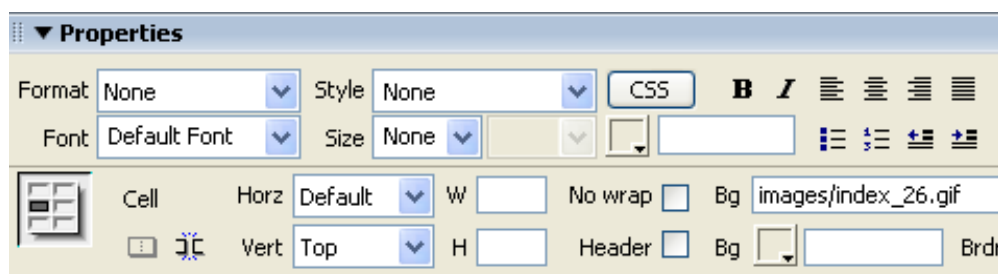 Properties
Format None Style None CSS B I
Font Default Font Size None
Cell Horz Default W No wrap Bg images/index_26.gif
Vert Top H Header Bg Brdr